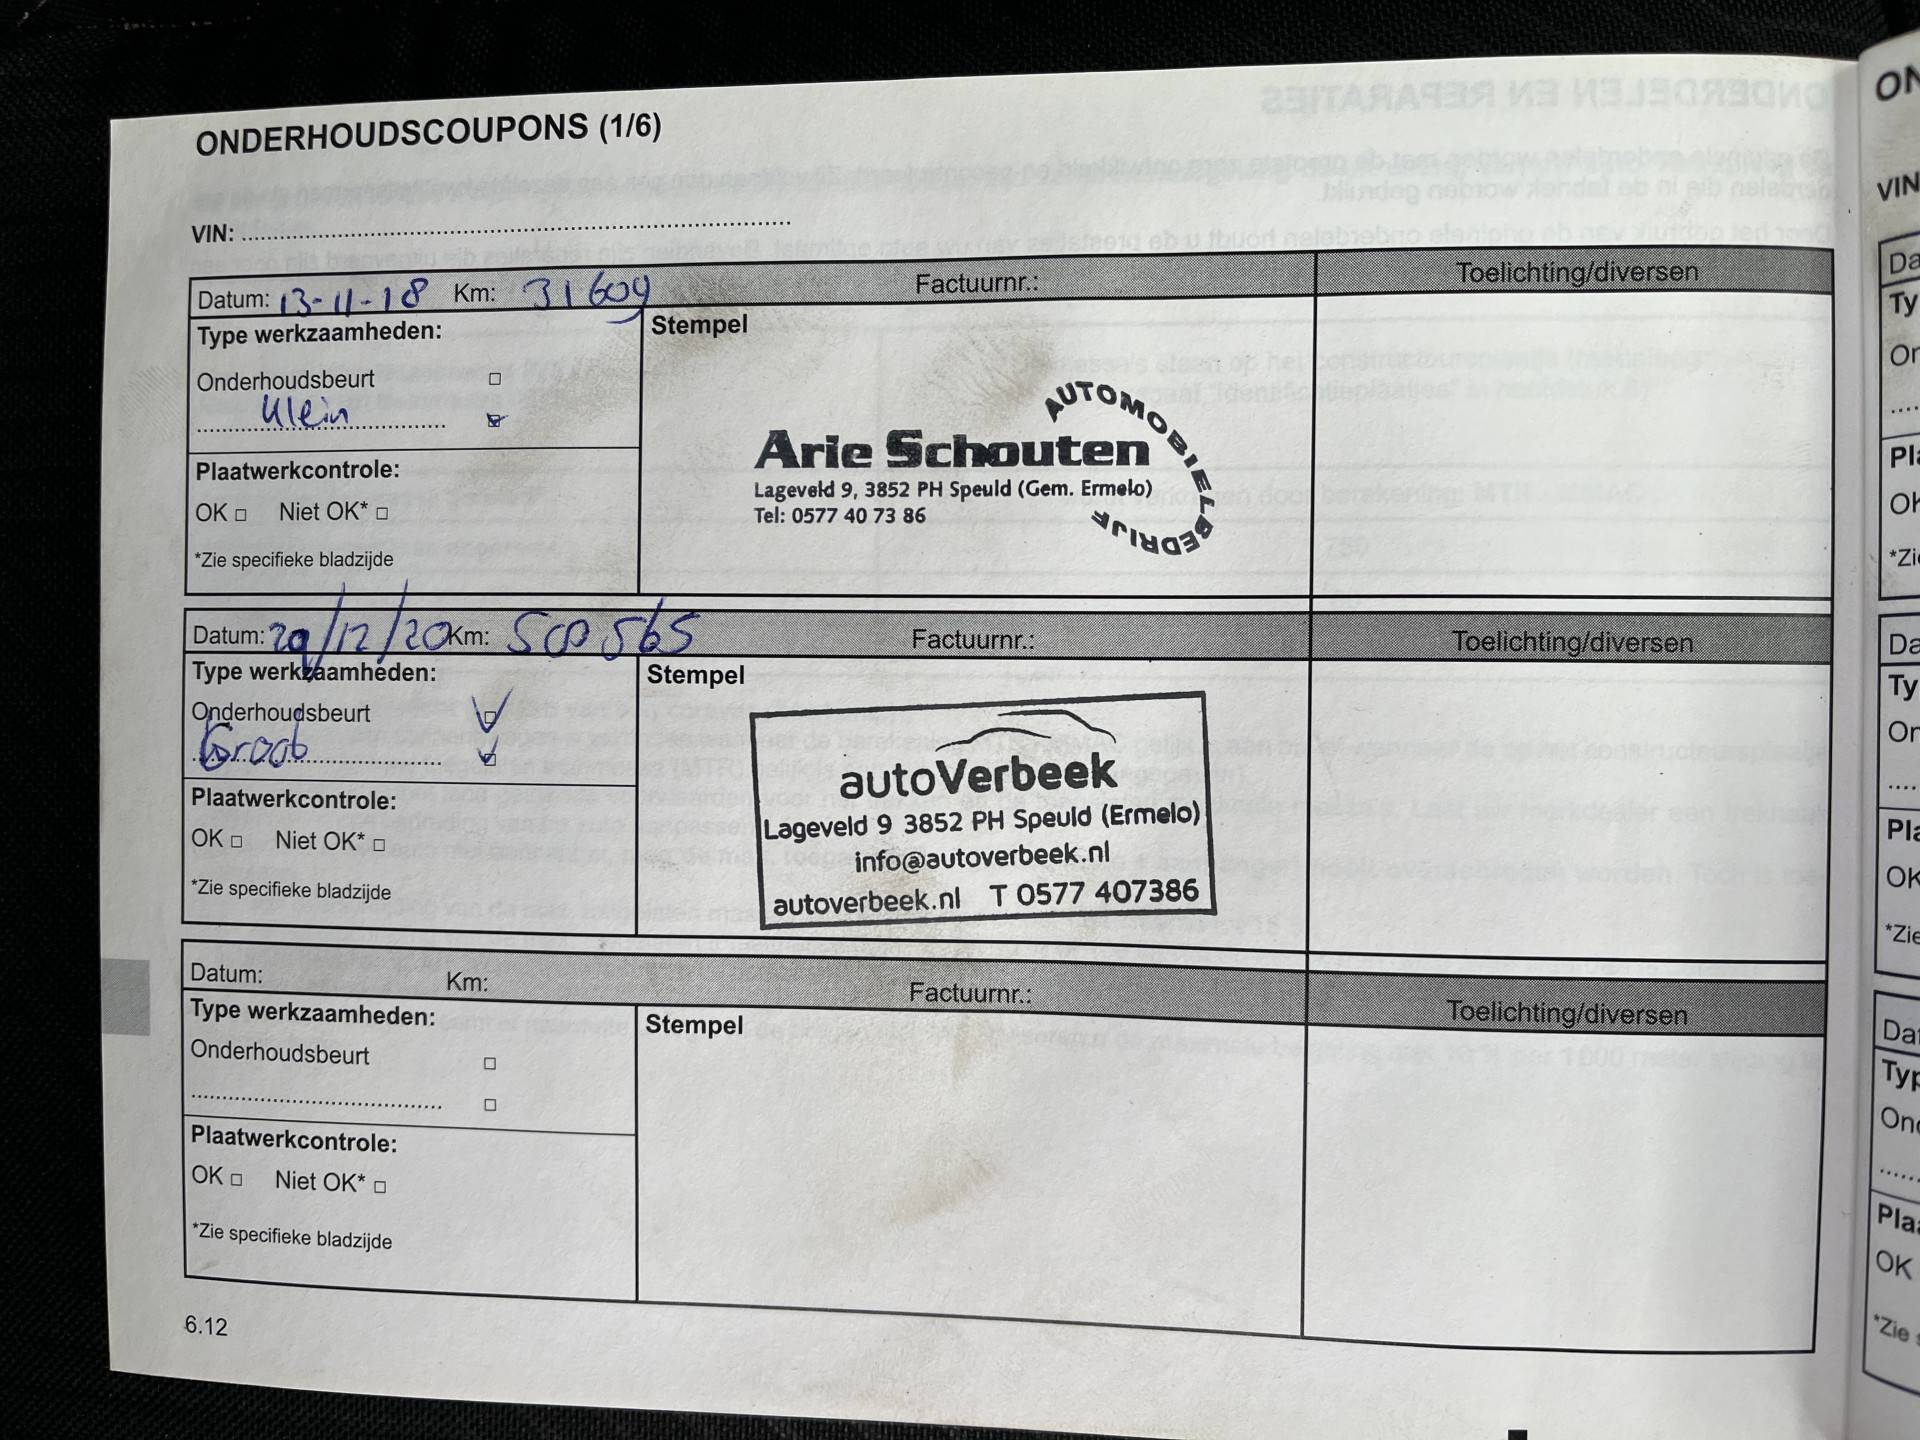 ONDERHOUDSCOUPONS (1/6)
VIN:
Datum: 13-11-18 Km: 31609 Factuurnr.: Toelichting/diversen
Type werkzaamheden: Stempel
Onderhoudsbeurt
Klein
Plaatwerkcontrole:
OK Niet OK*
*Zie specifieke bladzijde
AUTOMOBIELBEDRIJF
Arie Schouten
Lageveld 9, 3852 PH Speuld (Gem. Ermelo)
Tel: 0577 40 73 86
Datum: 29/12/20 Km: Factuurnr.: Toelichting/diversen
Type werkzaamheden: Stempel
Onderhoudsbeurt
Groot
Plaatwerkcontrole:
OK Niet OK*
*Zie specifieke bladzijde
autoVerbeek
Lageveld 9 3852 PH Speuld (Ermelo)
info@autoverbeek.nl
autoverbeek.nl T 0577 407386
Datum: Km: Factuurnr.: Toelichting/diversen
Type werkzaamheden: Stempel
Onderhoudsbeurt
Plaatwerkcontrole:
OK Niet OK*
*Zie specifieke bladzijde
6.12
VIN